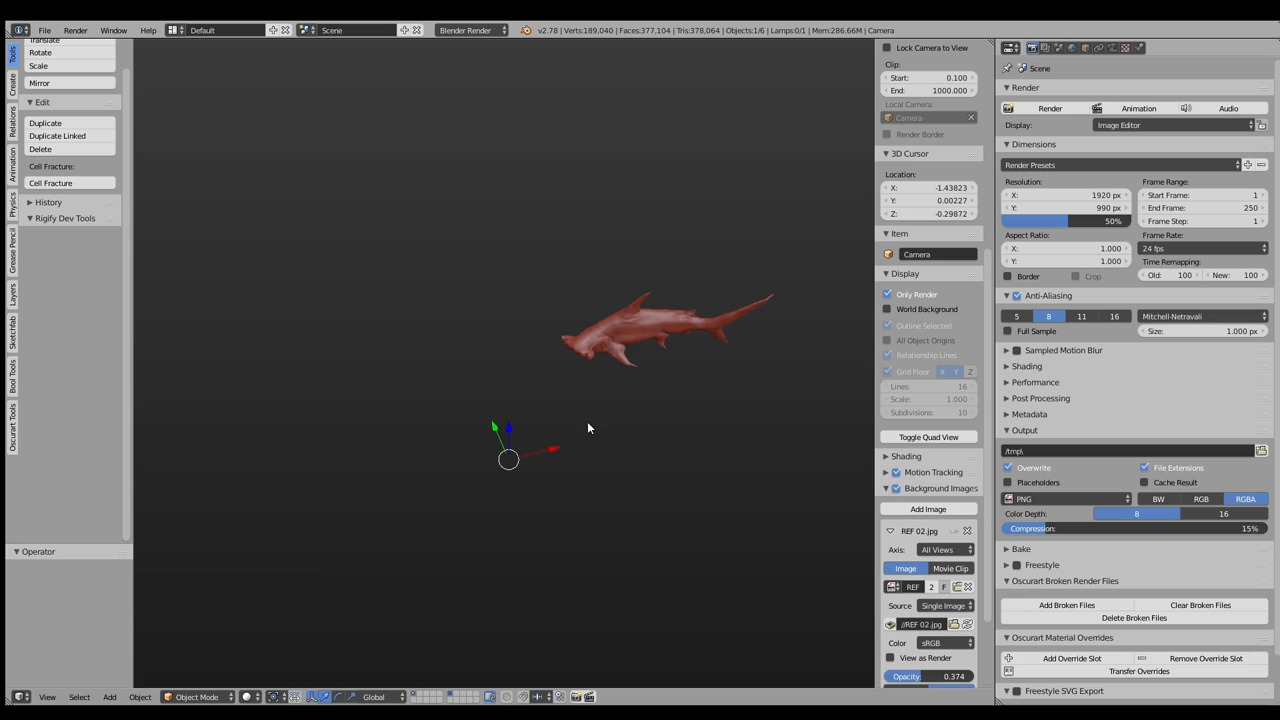 File Render Window Help Default Scene Blender Render v2.78 | Verts:189,040 | Faces:377,104 | Tris:378,064 | Objects:1/6 | Lamps:0/1 | Mem:286.66M | Camera
Tools
Create
Relations
Animation
Physics
Grease Pencil
Layers
Sketchfab
Bool Tools
Oscurart Tools
Translate
Rotate
Scale
Mirror
Edit
Duplicate
Duplicate Linked
Delete
Cell Fracture:
Cell Fracture
History
Rigify Dev Tools
Operator
Lock Camera to View
Clip:
Start: 0.100
End: 1000.000
Local Camera:
Camera
Render Border
3D Cursor
Location:
X: -1.43823
Y: 0.00227
Z: -0.29872
Item
Camera
Display
Only Render
World Background
Outline Selected
All Object Origins
Relationship Lines
Grid Floor X Y Z
Lines: 16
Scale: 1.000
Subdivisions: 10
Toggle Quad View
Shading
Motion Tracking
Background Images
Add Image
REF 02.jpg
Axis: All Views
Image Movie Clip
REF 2 F
Source Single Image
//REF 02.jpg
Color sRGB
View as Render
Opacity: 0.374
Scene
Render
Render Animation Audio
Display: Image Editor
Dimensions
Render Presets
Resolution: Frame Range:
X: 1920 px Start Frame: 1
Y: 990 px End Frame: 250
50% Frame Step: 1
Aspect Ratio: Frame Rate:
X: 1.000 24 fps
Y: 1.000 Time Remapping:
Border Crop Old: 100 New: 100
Anti-Aliasing
5 8 11 16 Mitchell-Netravali
Full Sample Size: 1.000 px
Sampled Motion Blur
Shading
Performance
Post Processing
Metadata
Output
/tmp\
Overwrite File Extensions
Placeholders Cache Result
PNG BW RGB RGBA
Color Depth: 8 16
Compression: 15%
Bake
Freestyle
Oscurart Broken Render Files
Add Broken Files Clear Broken Files
Delete Broken Files
Oscurart Material Overrides
Add Override Slot Remove Override Slot
Transfer Overrides
Freestyle SVG Export
View Select Add Object Object Mode Global